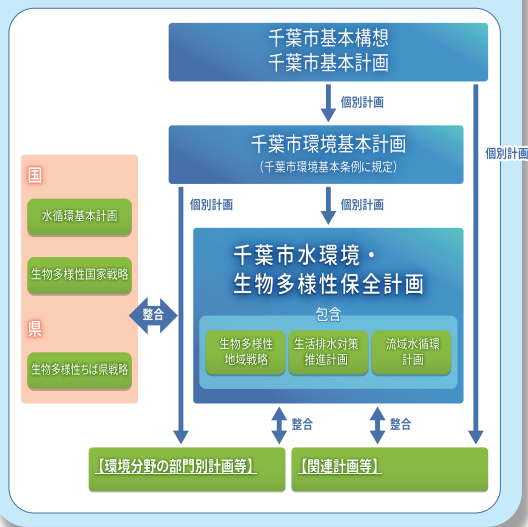 千葉市基本構想
千葉市基本計画
個別計画
個別計画
千葉市環境基本計画
（千葉市環境基本条例に規定）
国
水循環基本計画
生物多様性国家戦略
県
生物多様性ちば県戦略
整合
個別計画
個別計画
千葉市水環境・
生物多様性保全計画
包含
生物多様性
地域戦略
生活排水対策
推進計画
流域水循環
計画
整合
整合
【環境分野の部門別計画等】
【関連計画等】